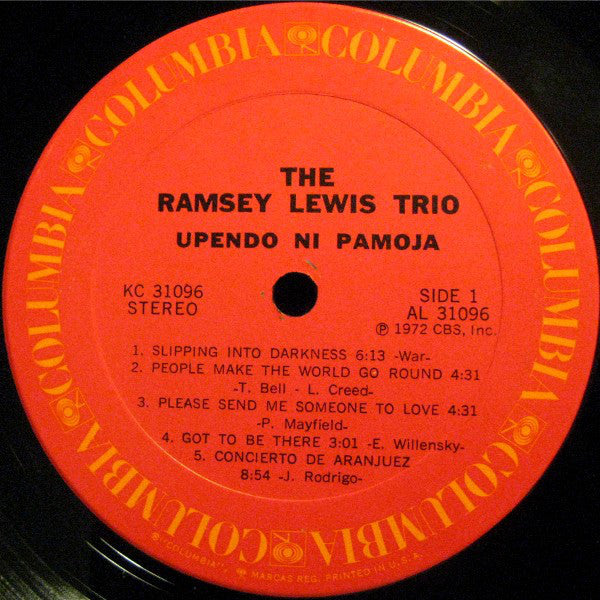 COLUMBIA COLUMBIA COLUMBIA COLUMBIA COLUMBIA COLUMBIA
THE
RAMSEY LEWIS TRIO
UPENDO NI PAMOJA
KC 31096
STEREO
SIDE 1
AL 31096
℗ 1972 CBS, Inc.
1. SLIPPING INTO DARKNESS 6:13 -War-
2. PEOPLE MAKE THE WORLD GO ROUND 4:31
-T. Bell - L. Creed-
3. PLEASE SEND ME SOMEONE TO LOVE 4:31
-P. Mayfield-
4. GOT TO BE THERE 3:01 -E. Willensky-
5. CONCIERTO DE ARANJUEZ
8:54 -J. Rodrigo-
® "COLUMBIA", MARCAS REG. PRINTED IN U.S.A.